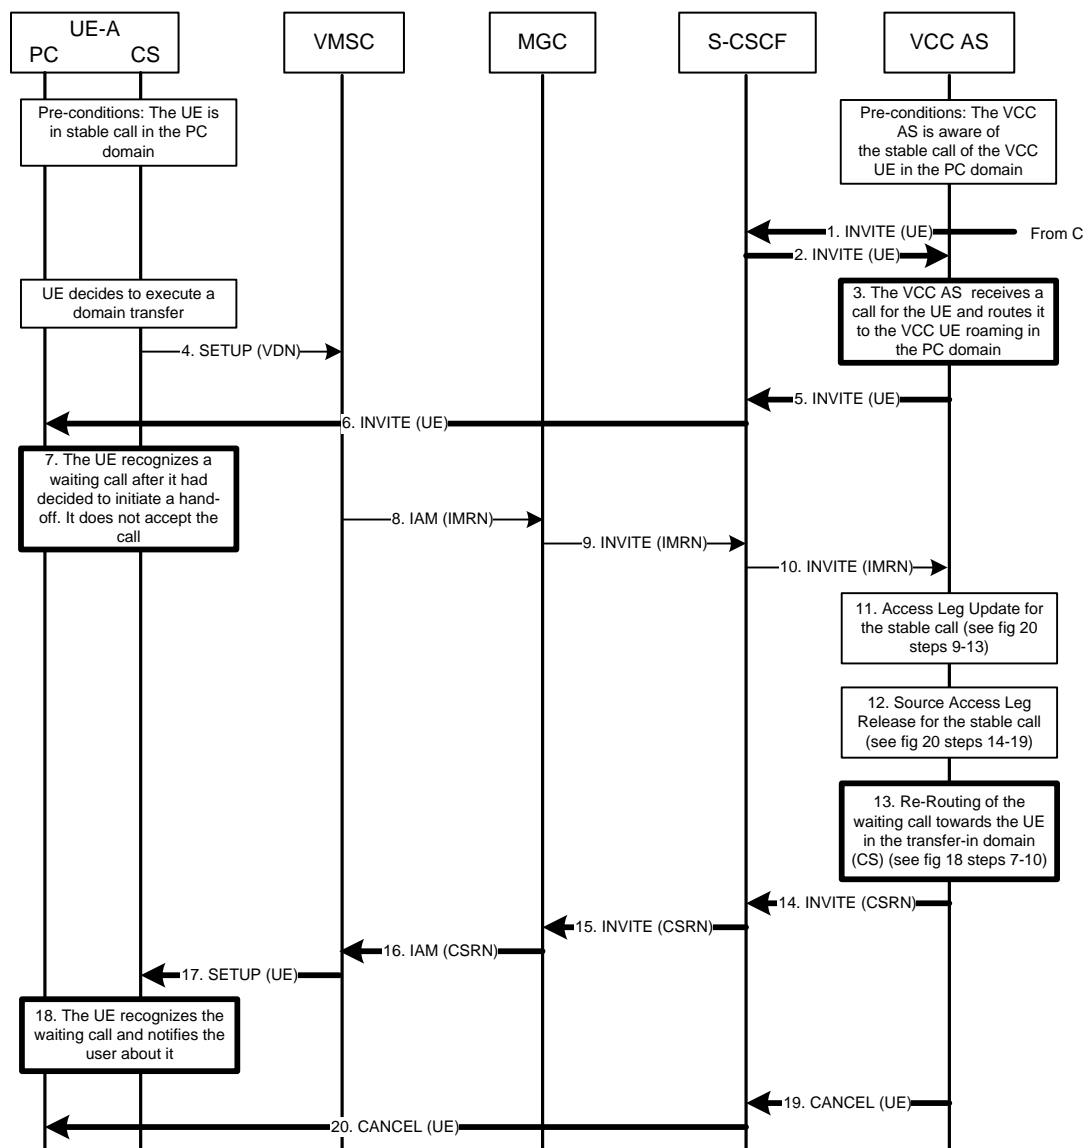 UE-A
PC CS
VMSC
MGC
S-CSCF
VCC AS
Pre-conditions: The UE is
in stable call in the PC
domain
Pre-conditions: The VCC
AS is aware of
the stable call of the VCC
UE in the PC domain
1. INVITE (UE)
From C
2. INVITE (UE)
UE decides to execute a
domain transfer
3. The VCC AS receives a
call for the UE and routes it
to the VCC UE roaming in
the PC domain
4. SETUP (VDN)
5. INVITE (UE)
6. INVITE (UE)
7. The UE recognizes a
waiting call after it had
decided to initiate a hand-
off. It does not accept the
call
8. IAM (IMRN)
9. INVITE (IMRN)
10. INVITE (IMRN)
11. Access Leg Update for
the stable call (see fig 20
steps 9-13)
12. Source Access Leg
Release for the stable call
(see fig 20 steps 14-19)
13. Re-Routing of the
waiting call towards the UE
in the transfer-in domain
(CS) (see fig 18 steps 7-10)
14. INVITE (CSRN)
15. INVITE (CSRN)
16. IAM (CSRN)
17. SETUP (UE)
18. The UE recognizes the
waiting call and notifies the
user about it
19. CANCEL (UE)
20. CANCEL (UE)